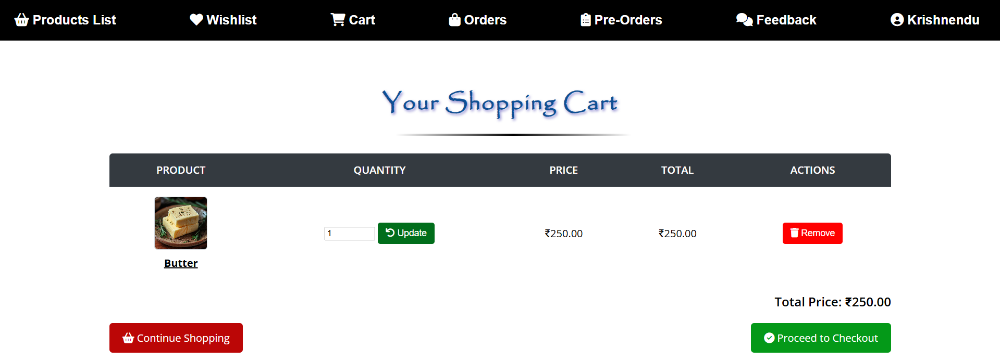 Products List Wishlist Cart Orders Pre-Orders Feedback Krishnendu
Your Shopping Cart
PRODUCT QUANTITY PRICE TOTAL ACTIONS
1 Update ₹250.00 ₹250.00 Remove
Butter
Total Price: ₹250.00
Continue Shopping Proceed to Checkout